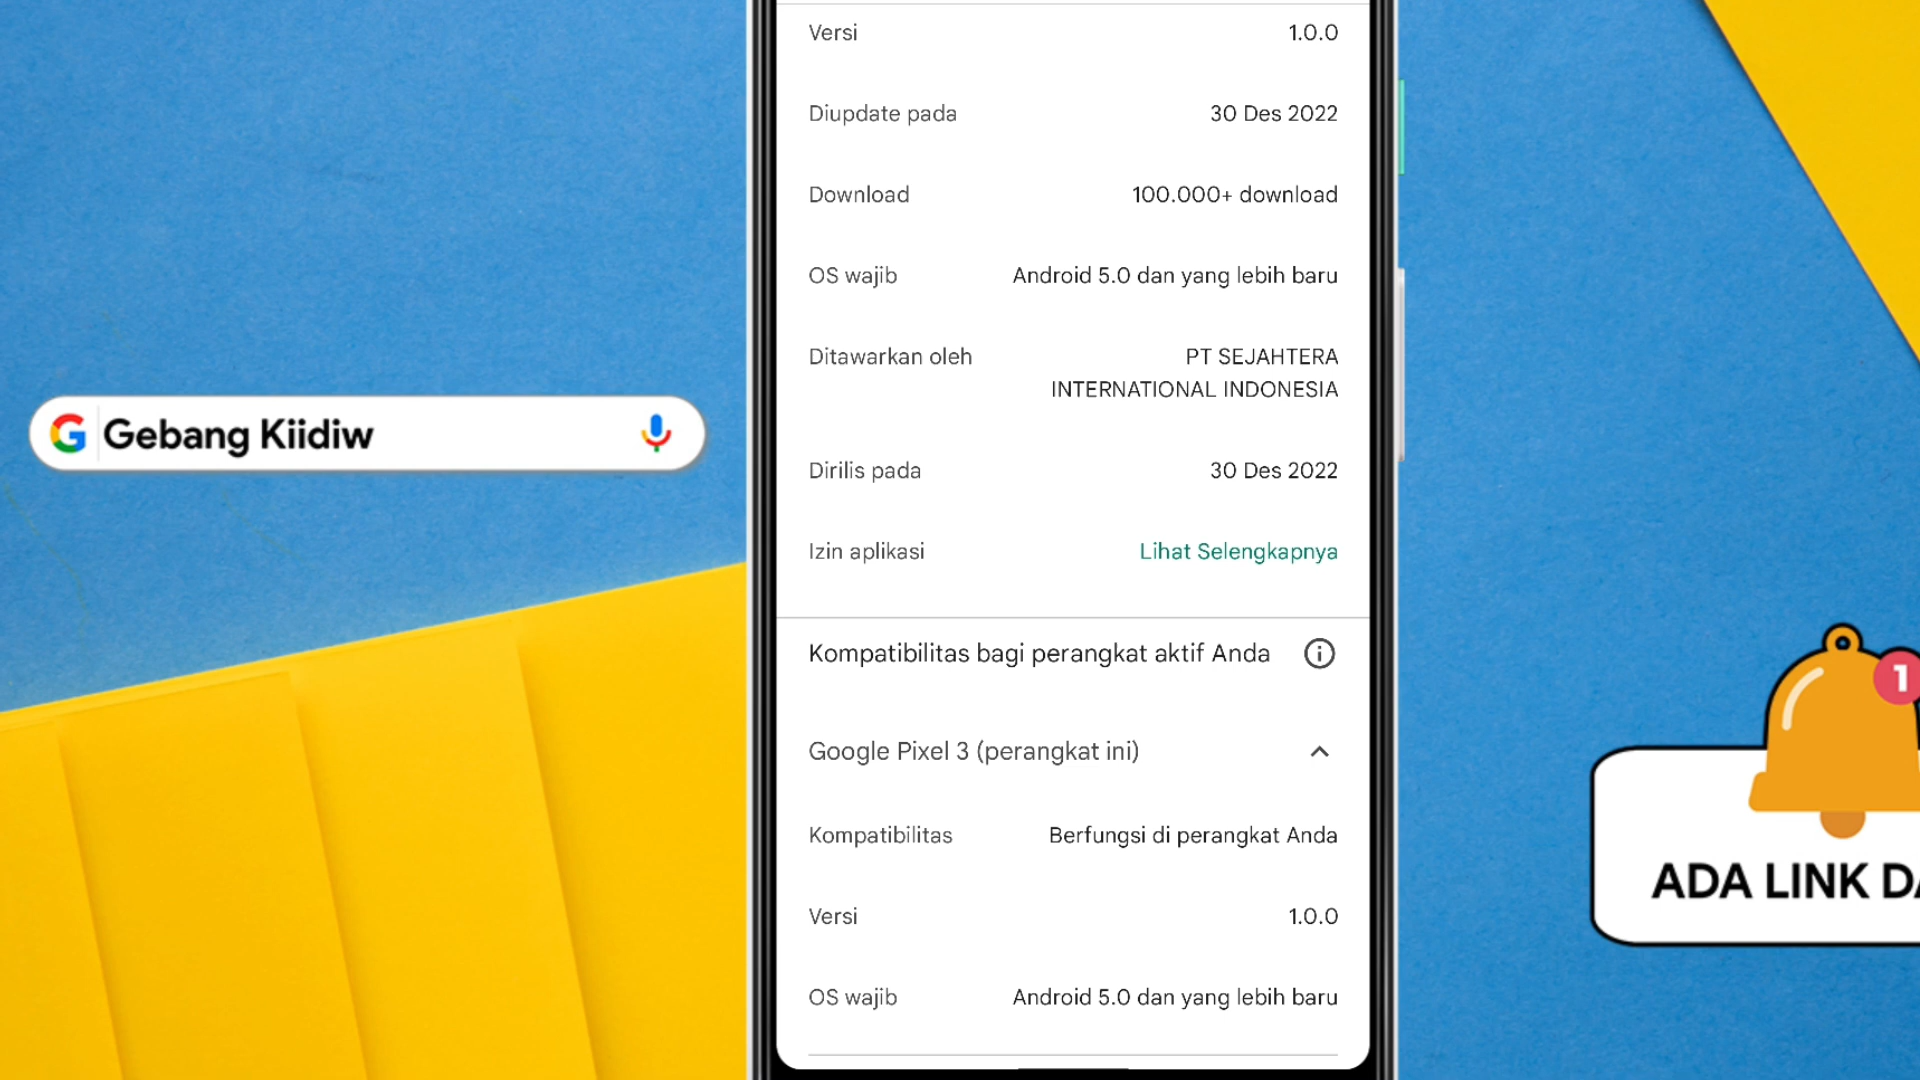 Versi 1.0.0
Diupdate pada 30 Des 2022
Download 100.000+ download
OS wajib Android 5.0 dan yang lebih baru
Ditawarkan oleh PT SEJAHTERA
INTERNATIONAL INDONESIA
Dirilis pada 30 Des 2022
Izin aplikasi Lihat Selengkapnya
Kompatibilitas bagi perangkat aktif Anda
Google Pixel 3 (perangkat ini)
Kompatibilitas Berfungsi di perangkat Anda
Versi 1.0.0
OS wajib Android 5.0 dan yang lebih baru
G Gebang Kiidiw
1
ADA LINK DA